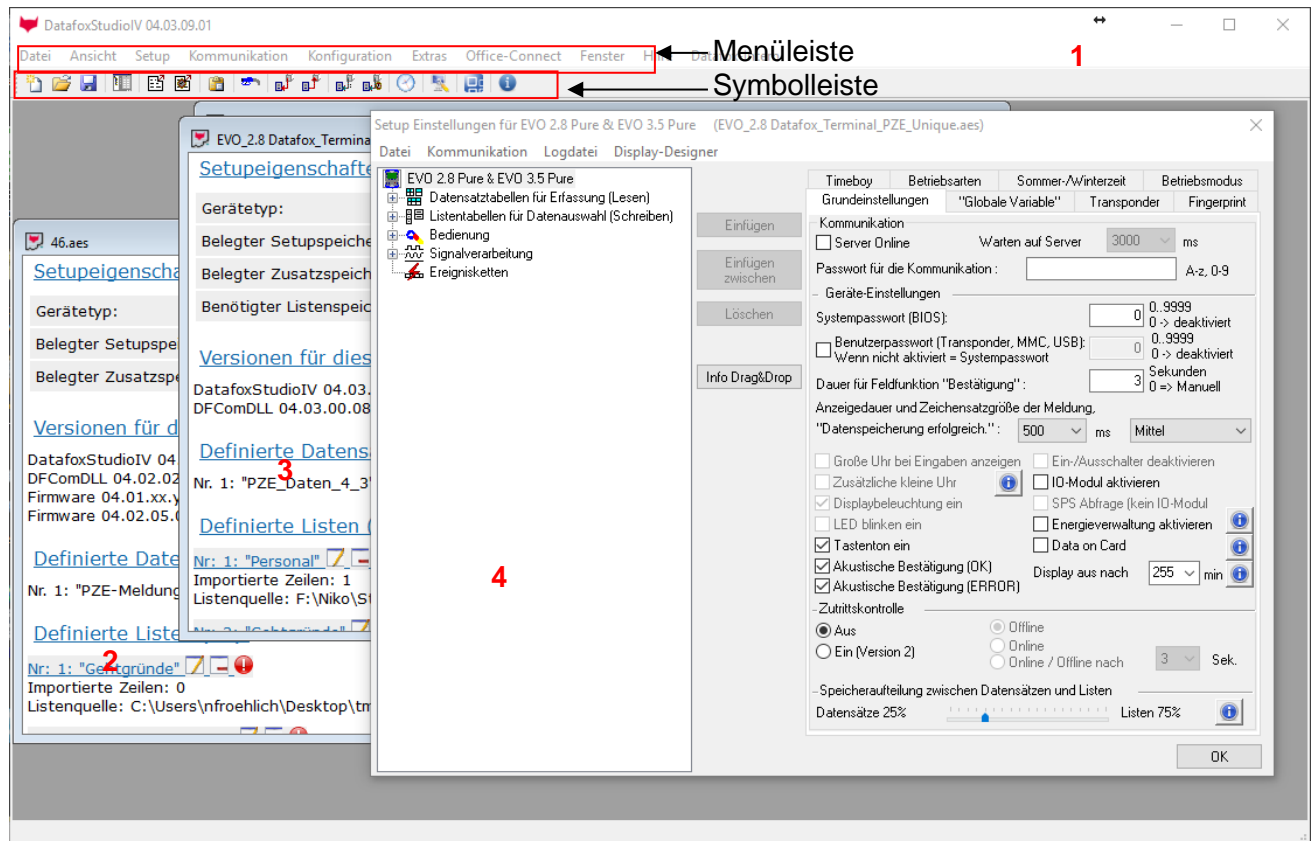 DatafoxStudioIV 04.03.09.01
Datei Ansicht Setup Kommunikation Konfiguration Extras Office-Connect Fenster
Menüleiste
1
Symbolleiste
46.aes
Setupeigenscha
Gerätetyp:
Belegter Setupspe
Belegter Zusatzspe
Versionen für d
DatafoxStudioIV 04
DFComDLL 04.02.02
Firmware 04.01.xx.y
Firmware 04.02.05.0
Definierte Date
Nr. 1: "PZE-Meldung
Definierte Liste
2
Nr: 1: "Gehtgründe"
Importierte Zeilen: 0
Listenquelle: C:\Users\nfroehlich\Desktop\tm
EVO_2.8 Datafox_Termina
Setupeigenschafte
Gerätetyp:
Belegter Setupspeiche
Belegter Zusatzspeich
Benötigter Listenspeic
Versionen für dies
DatafoxStudioIV 04.03.
DFComDLL 04.03.00.08
Definierte Datens
3
Nr. 1: "PZE_Daten_4_3"
Definierte Listen (
Nr: 1: "Personal"
Importierte Zeilen: 1
Listenquelle: F:\Niko\St
Setup Einstellungen für EVO 2.8 Pure & EVO 3.5 Pure (EVO_2.8 Datafox_Terminal_PZE_Unique.aes)
Datei Kommunikation Logdatei Display-Designer
EVO 2.8 Pure & EVO 3.5 Pure
Datensatztabellen für Erfassung (Lesen)
Listentabellen für Datenauswahl (Schreiben)
Bedienung
Signalverarbeitung
Ereignisketten
4
Einfügen
Einfügen
zwischen
Löschen
Info Drag&Drop
Timeboy Betriebsarten Sommer-/Winterzeit Betriebsmodus
Grundeinstellungen "Globale Variable" Transponder Fingerprint
Kommunikation
Server Online Warten auf Server 3000 ms
Passwort für die Kommunikation : A-z, 0-9
Geräte-Einstellungen
Systempasswort (BIOS): 0 0..9999
0 -> deaktiviert
Benutzerpasswort (Transponder, MMC, USB): 0 0..9999
Wenn nicht aktiviert = Systempasswort 0 -> deaktiviert
Dauer für Feldfunktion "Bestätigung" : 3 Sekunden
0 => Manuell
Anzeigedauer und Zeichensatzgröße der Meldung,
"Datenspeicherung erfolgreich." : 500 ms Mittel
Große Uhr bei Eingaben anzeigen Ein-/Ausschalter deaktivieren
Zusätzliche kleine Uhr IO-Modul aktivieren
Displaybeleuchtung ein SPS Abfrage (kein IO-Modul
LED blinken ein Energieverwaltung aktivieren
Tastenton ein Data on Card
Akustische Bestätigung (OK) Display aus nach 255 min
Akustische Bestätigung (ERROR)
Zutrittskontrolle
Aus Offline
Ein (Version 2) Online
Online / Offline nach 3 Sek.
Speicheraufteilung zwischen Datensätzen und Listen
Datensätze 25% Listen 75%
OK